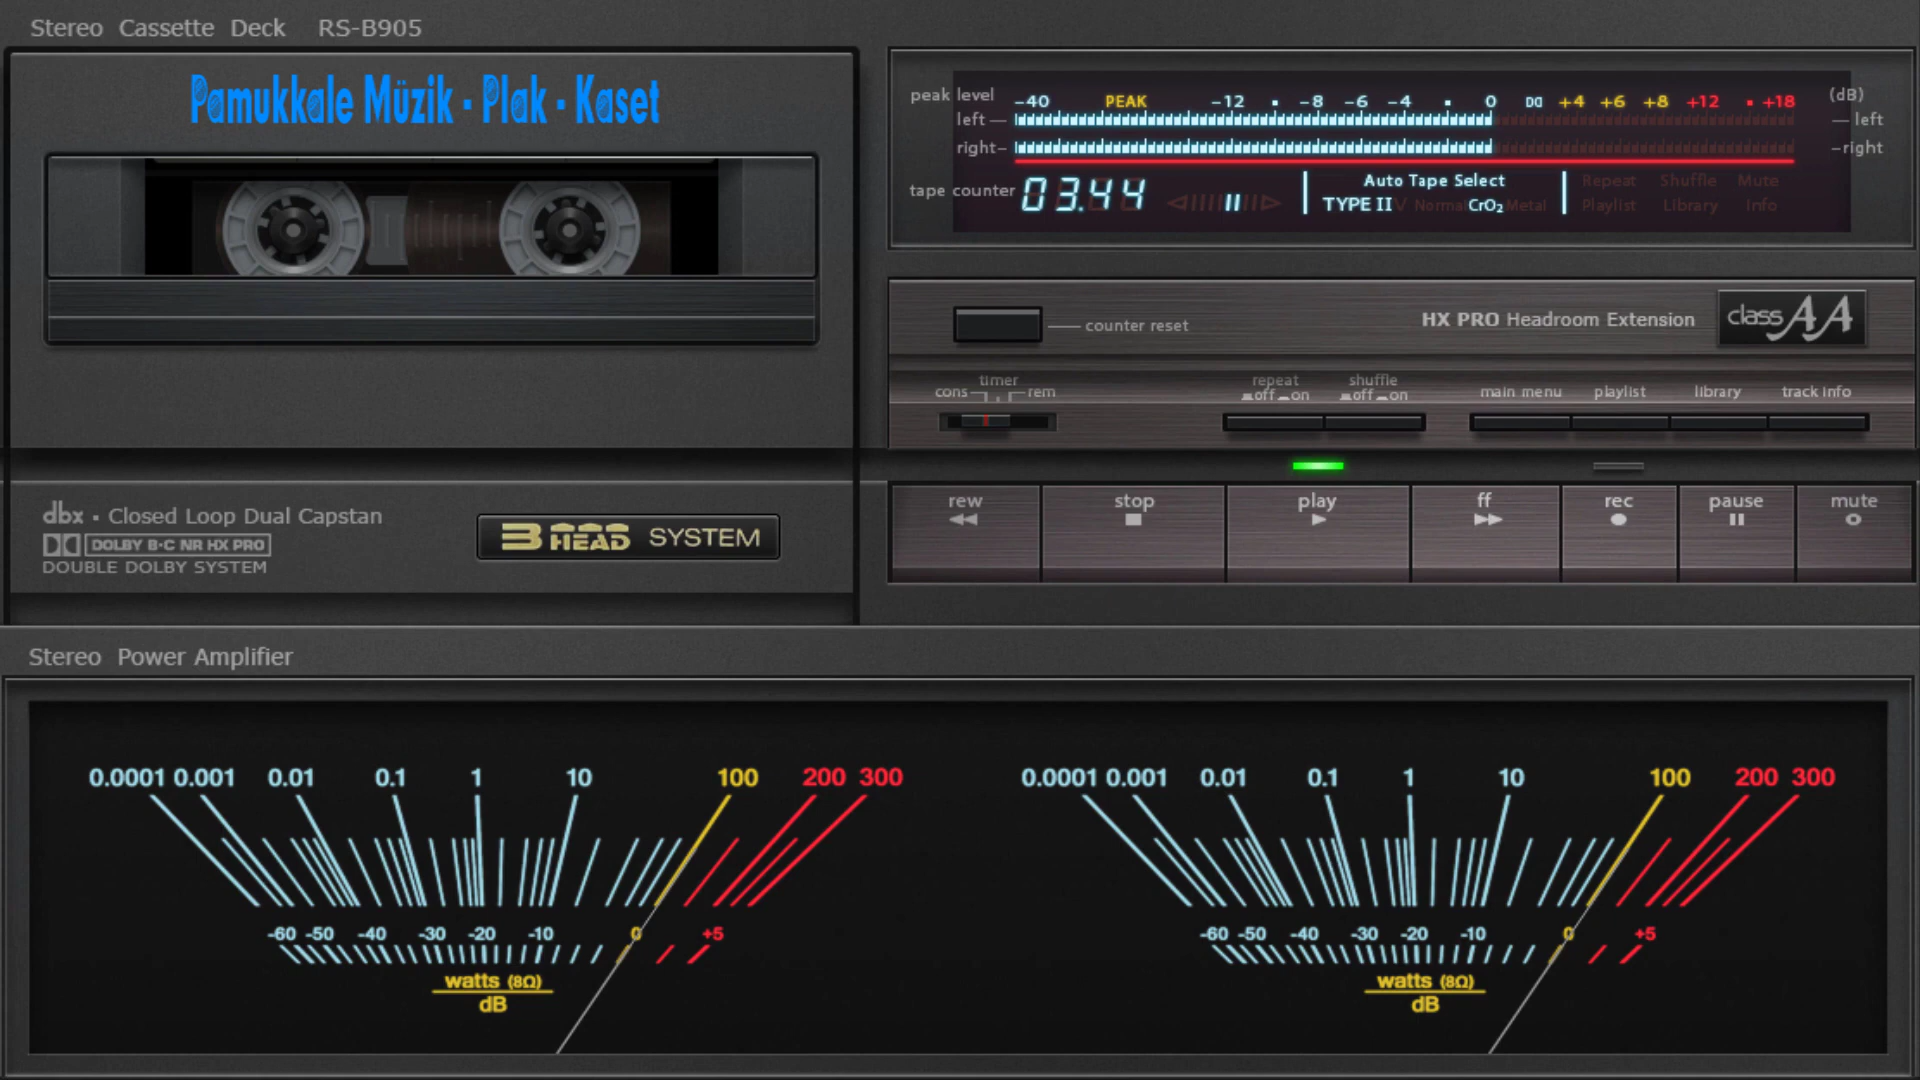 Stereo Cassette Deck RS-B905
Pamukkale Müzik - Plak - Kaset
peak level
-40 PEAK -12 -8 -6 -4 0 +4 +6 +8 +12 +18 (dB)
left left
right right
tape counter 03.44
Auto Tape Select
TYPE II V Normal CrO₂ Metal
Repeat Shuffle Mute
Playlist Library Info
counter reset
HX PRO Headroom Extension
class AA
timer
cons rem
repeat
off on
shuffle
off on
main menu playlist library track info
rew stop play ff rec pause mute
dbx • Closed Loop Dual Capstan
DOLBY B·C NR HX PRO
DOUBLE DOLBY SYSTEM
3 HEAD SYSTEM
Stereo Power Amplifier
0.0001 0.001 0.01 0.1 1 10 100 200 300
-60 -50 -40 -30 -20 -10 0 +5
watts (8Ω)
dB
0.0001 0.001 0.01 0.1 1 10 100 200 300
-60 -50 -40 -30 -20 -10 0 +5
watts (8Ω)
dB